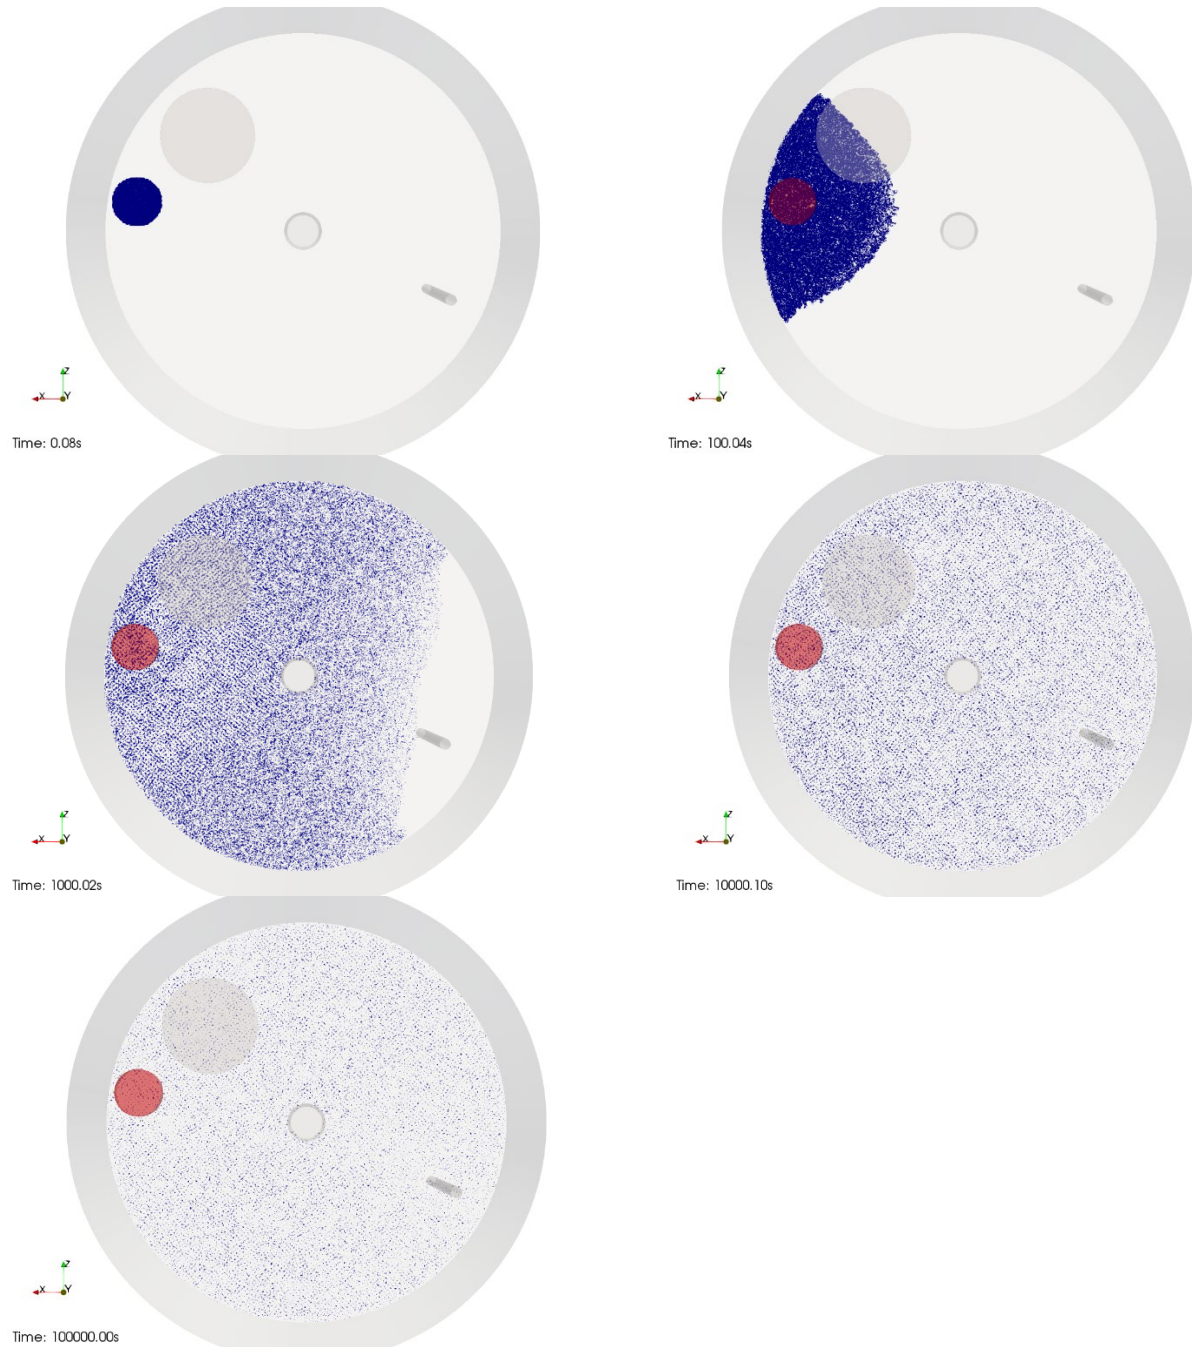 Z
X Y
Time: 0.08s
Z
X Y
Time: 100.04s
Z
X Y
Time: 1000.02s
Z
X Y
Time: 10000.10s
Z
X Y
Time: 100000.00s